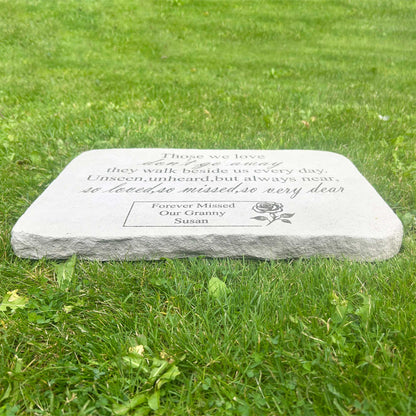 Those we love
don't go away
they walk beside us every day.
Unseen,unheard,but always near,
so loved,so missed,so very dear
Forever Missed
Our Granny
Susan